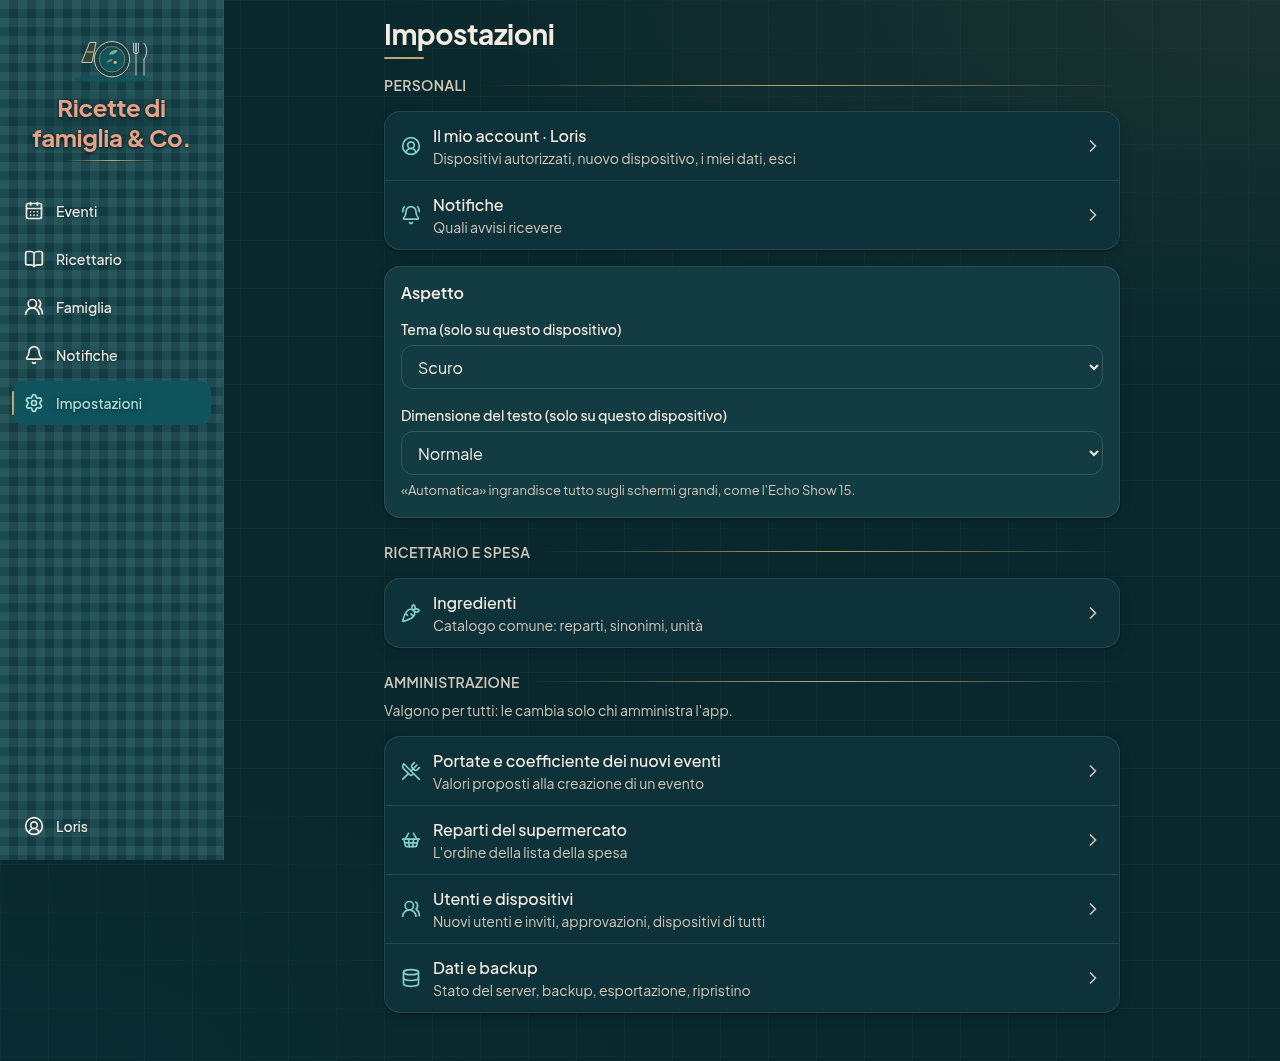 Ricette di
famiglia & Co.
Eventi
Ricettario
Famiglia
Notifiche
Impostazioni
Loris
Impostazioni
PERSONALI
Il mio account · Loris
Dispositivi autorizzati, nuovo dispositivo, i miei dati, esci
Notifiche
Quali avvisi ricevere
Aspetto
Tema (solo su questo dispositivo)
Scuro
Dimensione del testo (solo su questo dispositivo)
Normale
«Automatica» ingrandisce tutto sugli schermi grandi, come l'Echo Show 15.
RICETTARIO E SPESA
Ingredienti
Catalogo comune: reparti, sinonimi, unità
AMMINISTRAZIONE
Valgono per tutti: le cambia solo chi amministra l'app.
Portate e coefficiente dei nuovi eventi
Valori proposti alla creazione di un evento
Reparti del supermercato
L'ordine della lista della spesa
Utenti e dispositivi
Nuovi utenti e inviti, approvazioni, dispositivi di tutti
Dati e backup
Stato del server, backup, esportazione, ripristino